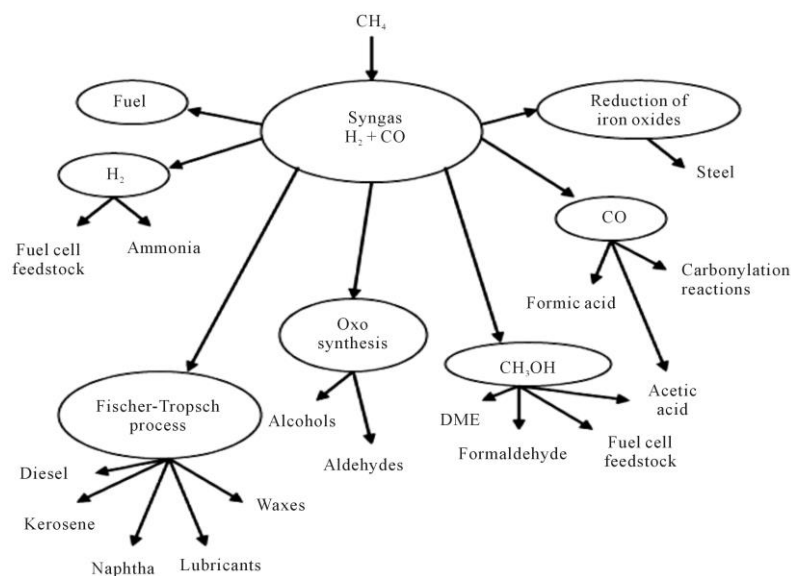 CH₄
Fuel
Syngas
H₂ + CO
Reduction of
iron oxides
H₂
Steel
CO
Fuel cell
feedstock
Ammonia
Carbonylation
reactions
Formic acid
Oxo
synthesis
CH₃OH
Fischer-Tropsch
process
Alcohols
Aldehydes
DME
Formaldehyde
Fuel cell
feedstock
Acetic
acid
Diesel
Kerosene
Naphtha
Lubricants
Waxes